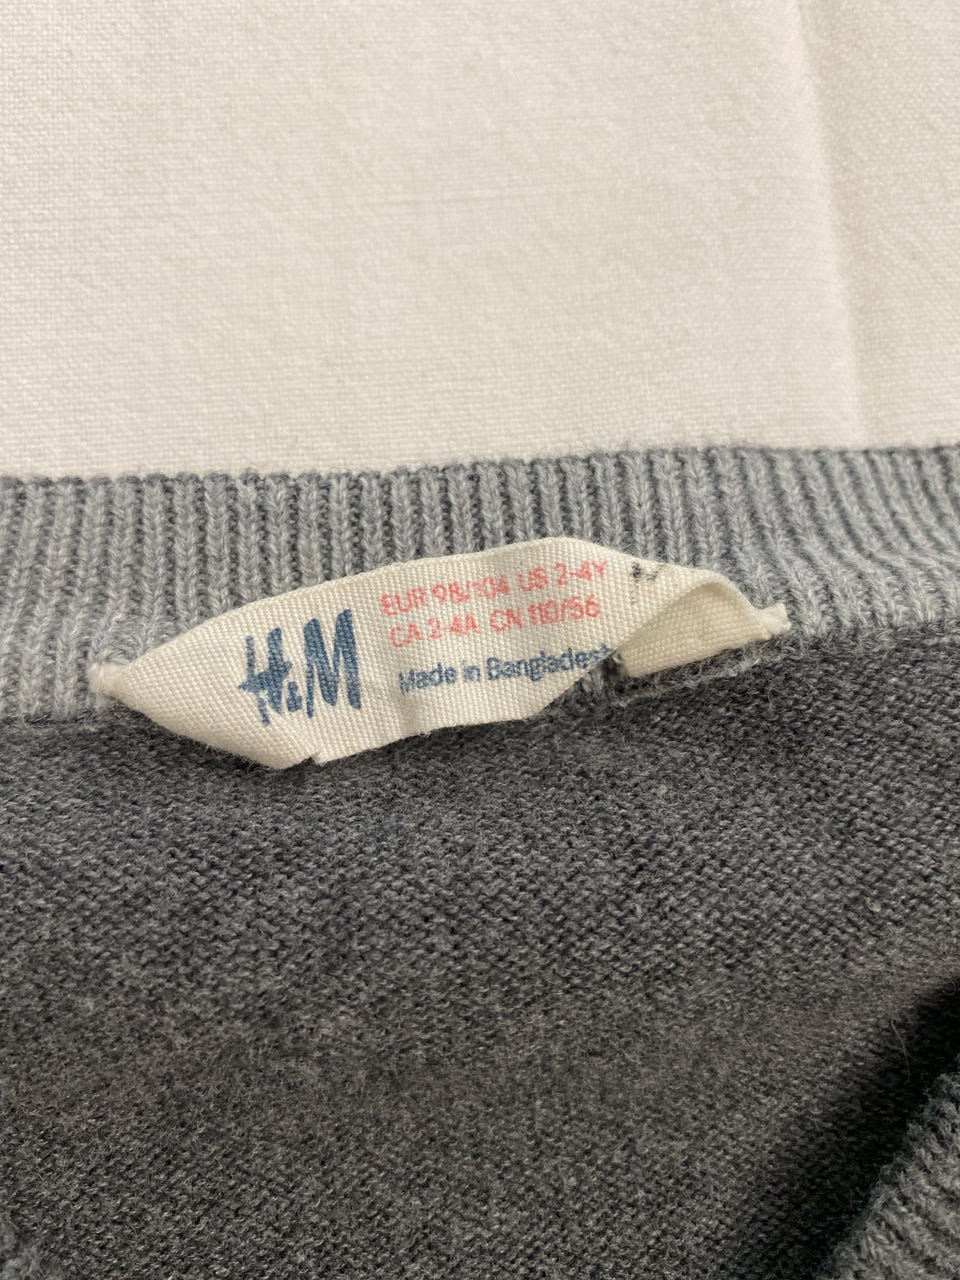 H&M
EUR 98/104 US 2-4Y
CA 2-4A CN 110/56
Made in Bangladesh